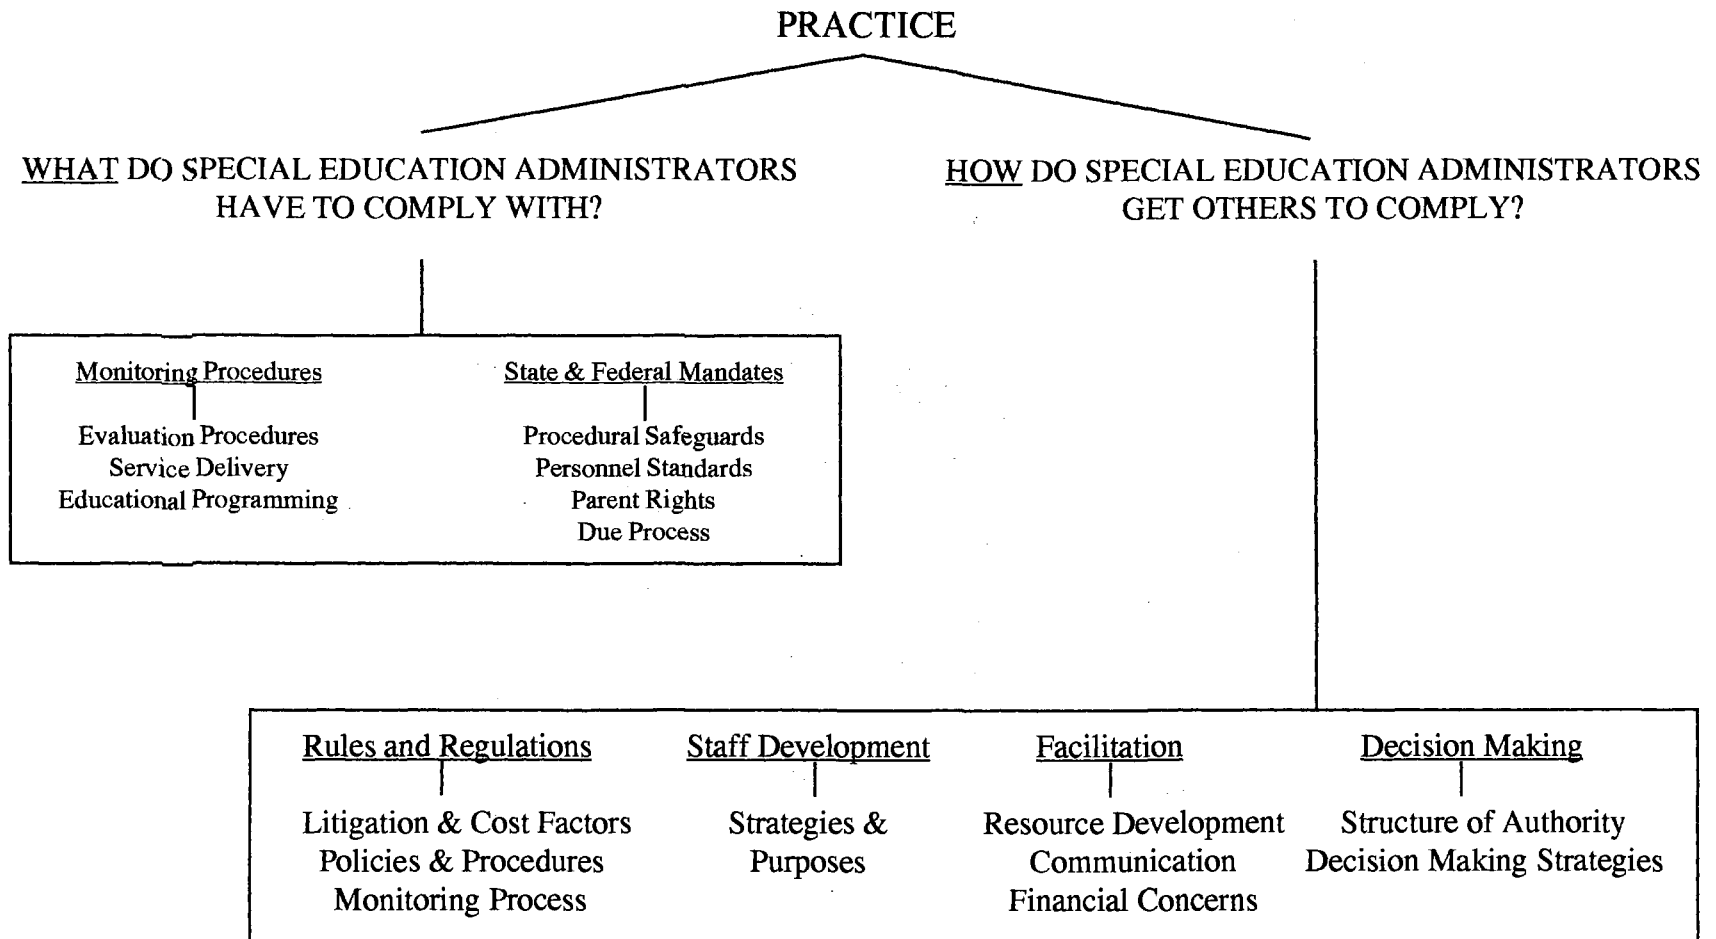 PRACTICE
WHAT DO SPECIAL EDUCATION ADMINISTRATORS
HAVE TO COMPLY WITH?
HOW DO SPECIAL EDUCATION ADMINISTRATORS
GET OTHERS TO COMPLY?
Monitoring Procedures
Evaluation Procedures
Service Delivery
Educational Programming
State & Federal Mandates
Procedural Safeguards
Personnel Standards
Parent Rights
Due Process
Rules and Regulations
Litigation & Cost Factors
Policies & Procedures
Monitoring Process
Staff Development
Strategies &
Purposes
Facilitation
Resource Development
Communication
Financial Concerns
Decision Making
Structure of Authority
Decision Making Strategies